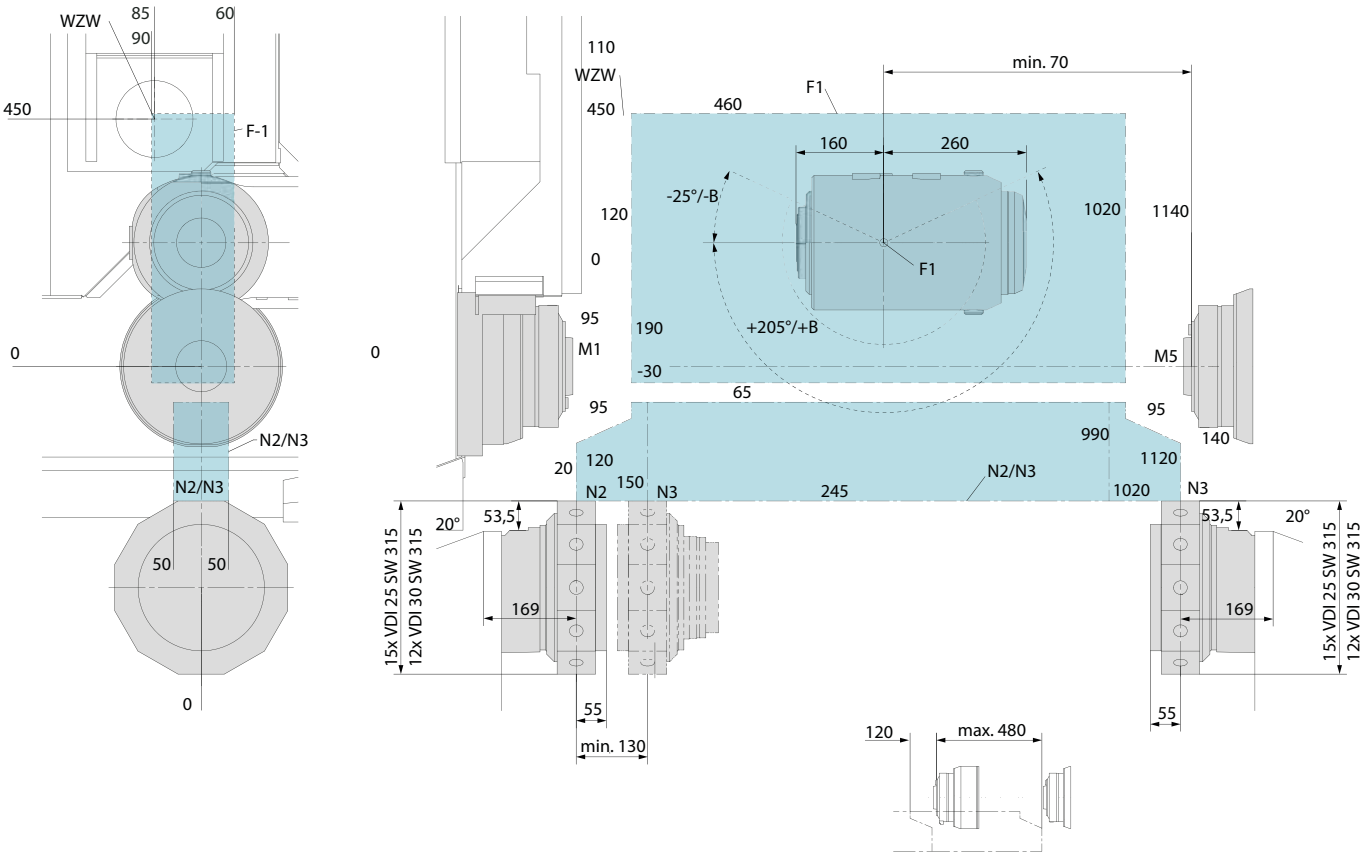 85
60
WZW
90
450
F-1
0
N2/N3
N2/N3
50
50
0
110
WZW
450
460
F1
min. 70
160
260
-25°/-B
120
1020
1140
0
F1
+205°/+B
95
190
0
M1
M5
-30
65
95
95
990
140
20
120
1120
150
N2
N3
245
N2/N3
1020
N3
20°
53,5
53,5
20°
15x VDI 25 SW 315
12x VDI 30 SW 315
169
169
15x VDI 25 SW 315
12x VDI 30 SW 315
55
55
min. 130
120
max. 480